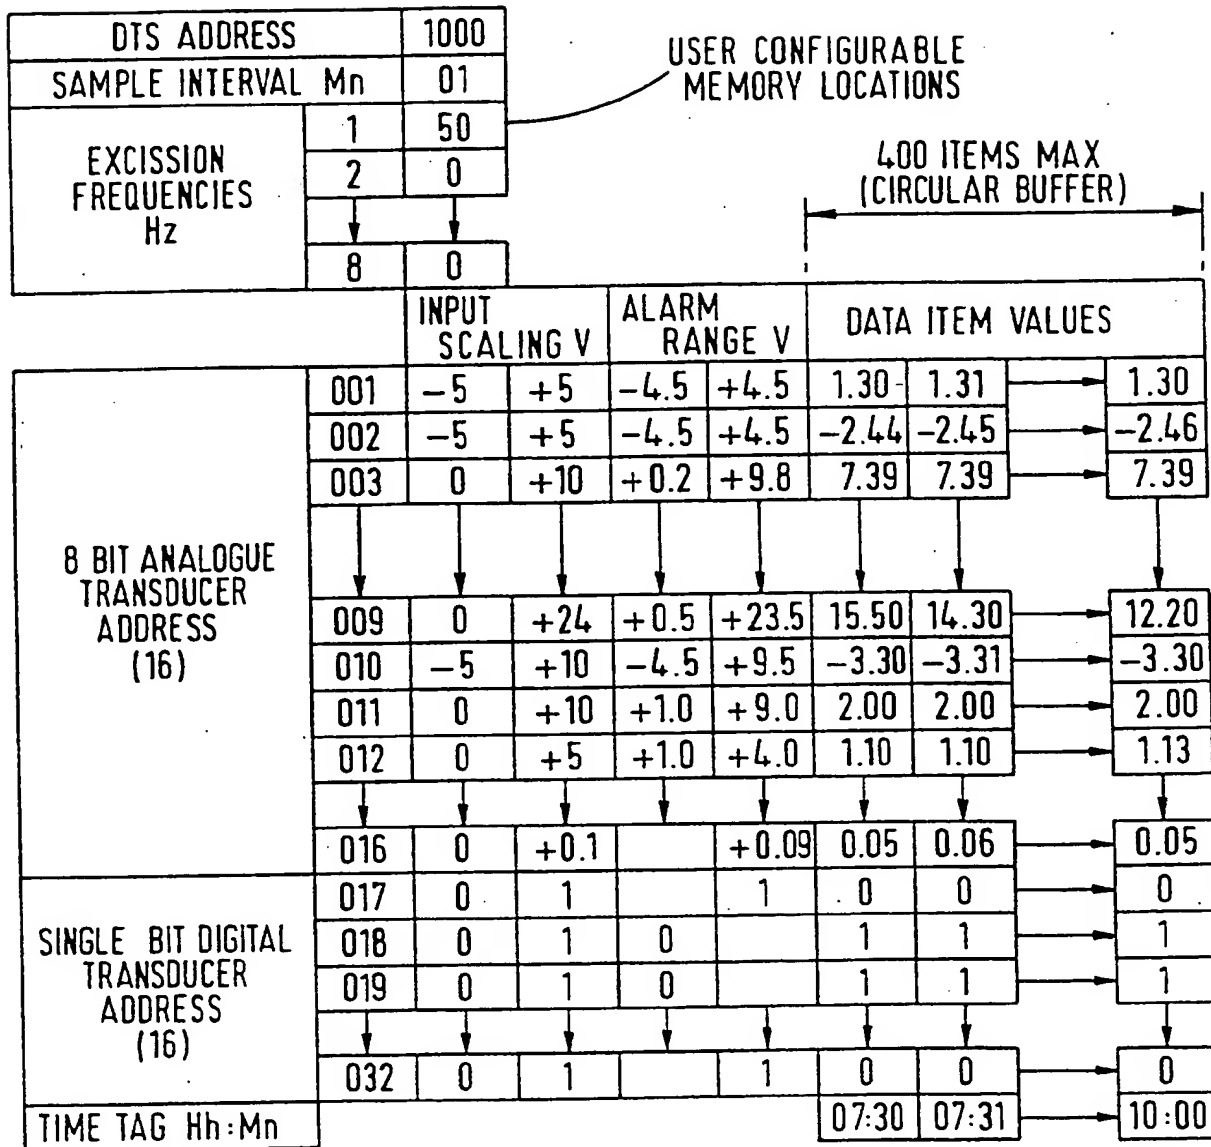 DTS ADDRESS 1000
SAMPLE INTERVAL Mn 01
EXCISSION FREQUENCIES Hz
1 50
2 0
8 0
USER CONFIGURABLE
MEMORY LOCATIONS
400 ITEMS MAX
(CIRCULAR BUFFER)
INPUT
SCALING V
ALARM
RANGE V
DATA ITEM VALUES
8 BIT ANALOGUE
TRANSDUCER
ADDRESS
(16)
001 -5 +5 -4.5 +4.5 1.30 1.31 1.30
002 -5 +5 -4.5 +4.5 -2.44 -2.45 -2.46
003 0 +10 +0.2 +9.8 7.39 7.39 7.39
009 0 +24 +0.5 +23.5 15.50 14.30 12.20
010 -5 +10 -4.5 +9.5 -3.30 -3.31 -3.30
011 0 +10 +1.0 +9.0 2.00 2.00 2.00
012 0 +5 +1.0 +4.0 1.10 1.10 1.13
016 0 +0.1 +0.09 0.05 0.06 0.05
SINGLE BIT DIGITAL
TRANSDUCER
ADDRESS
(16)
017 0 1 1 0 0 0
018 0 1 0 1 1 1
019 0 1 0 1 1 1
032 0 1 1 0 0 0
TIME TAG Hh:Mn 07:30 07:31 10:00